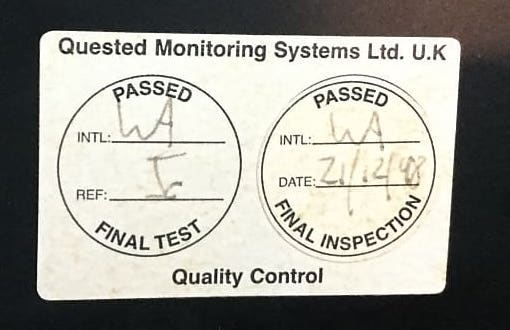 Quested Monitoring Systems Ltd. U.K
PASSED
INTL: WA
REF:
FINAL TEST
PASSED
INTL: WA
DATE: 21/12/98
FINAL INSPECTION
Quality Control